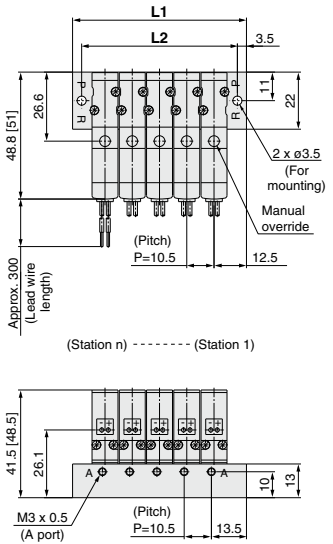 L1
L2
3.5
P
P
R
R
11
22
26.6
48.8 [51]
2 x ø3.5
(For
mounting)
Manual
override
Approx. 300
(Lead wire
length)
(Pitch)
P=10.5
12.5
(Station n) ------- (Station 1)
- +
- +
- +
- +
- +
41.5 [48.5]
26.1
A
A
10
13
M3 x 0.5
(A port)
(Pitch)
P=10.5
13.5